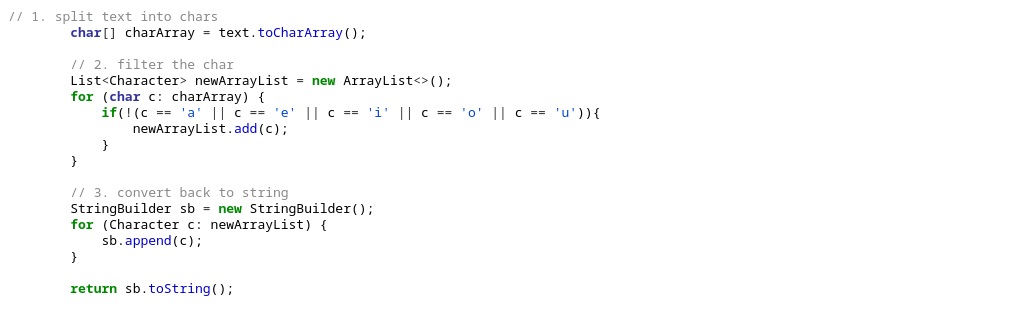 // 1. split text into chars
char[] charArray = text.toCharArray();
// 2. filter the char
List<Character> newArrayList = new ArrayList<>();
for (char c: charArray) {
if(!(c == 'a' || c == 'e' || c == 'i' || c == 'o' || c == 'u')){
newArrayList.add(c);
}
}
// 3. convert back to string
StringBuilder sb = new StringBuilder();
for (Character c: newArrayList) {
sb.append(c);
}
return sb.toString();